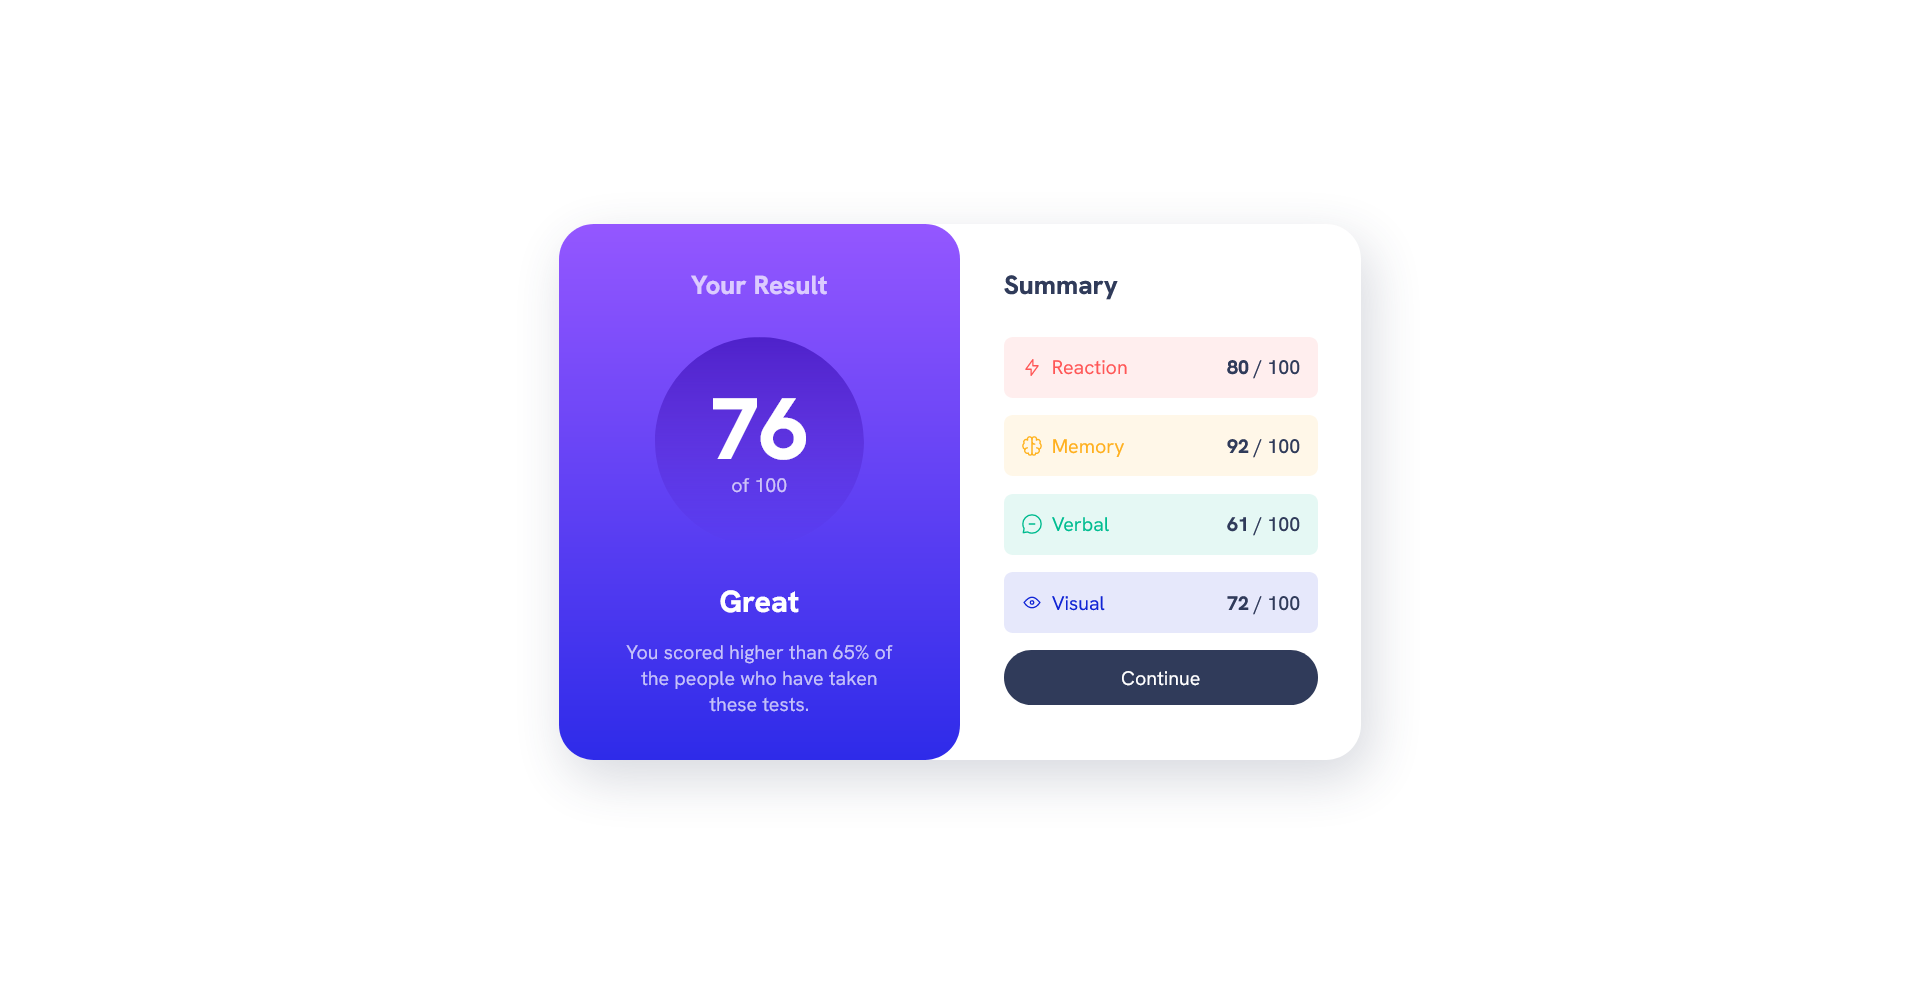 Your Result
76
of 100
Great
You scored higher than 65% of
the people who have taken
these tests.
Summary
Reaction 80 / 100
Memory 92 / 100
Verbal 61 / 100
Visual 72 / 100
Continue